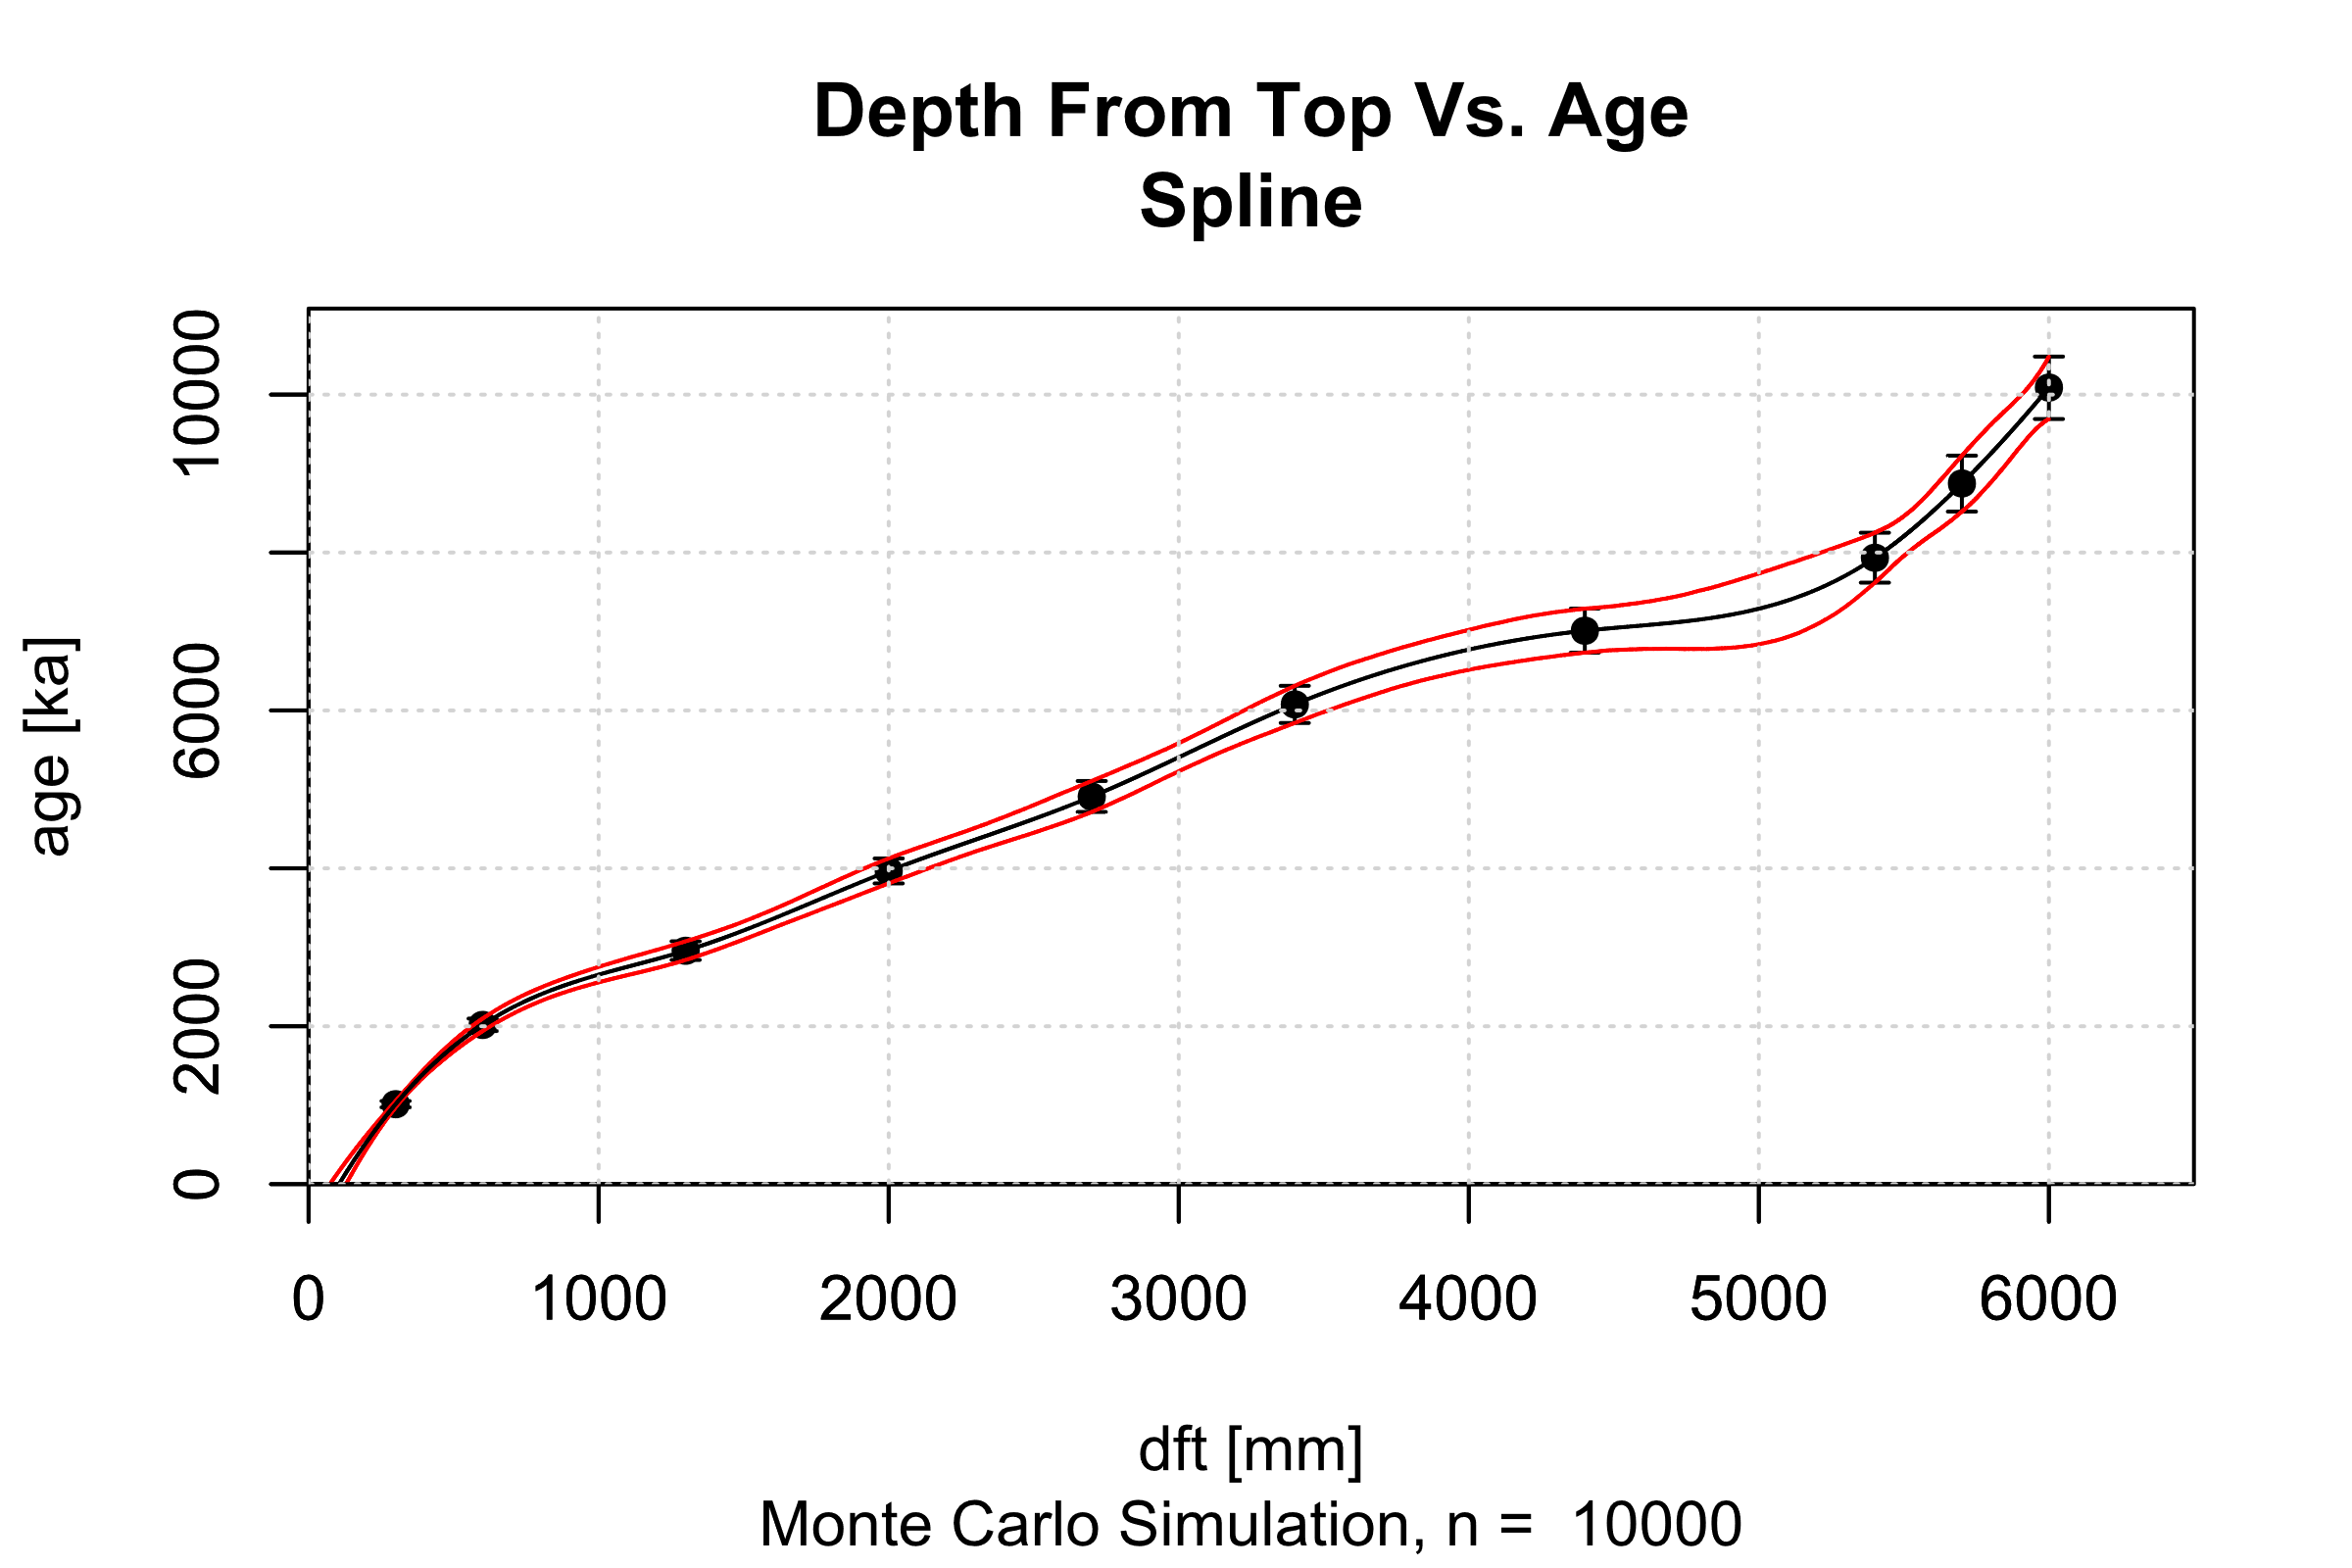 Depth From Top Vs. Age
Spline
age [ka]
10000
6000
2000
0
0 1000 2000 3000 4000 5000 6000
dft [mm]
Monte Carlo Simulation, n =  10000